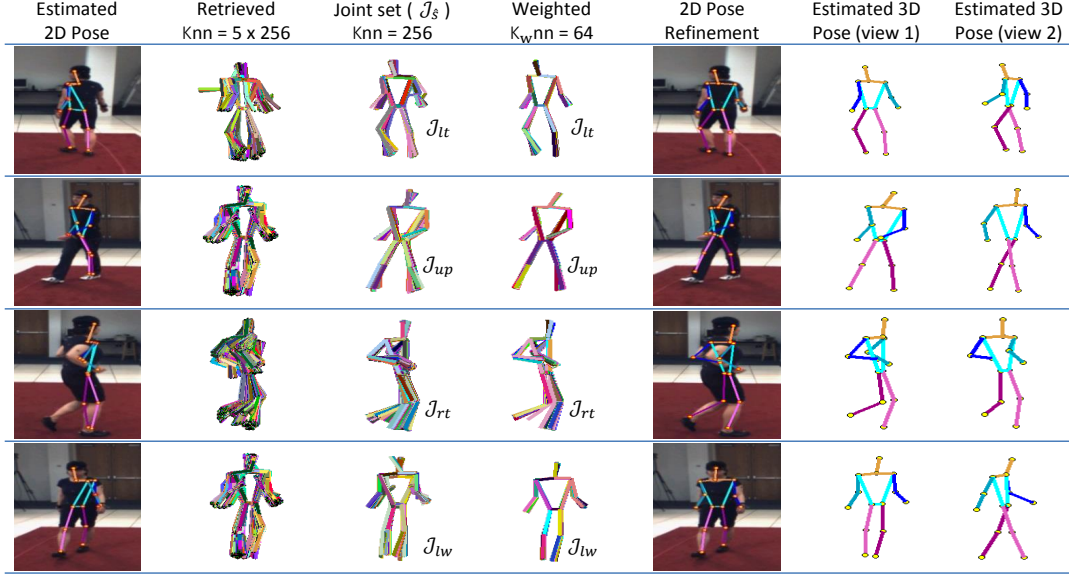 Estimated 2D Pose
Retrieved Knn = 5 x 256
Joint set ( 𝒥ŝ ) Knn = 256
Weighted Kwnn = 64
2D Pose Refinement
Estimated 3D Pose (view 1)
Estimated 3D Pose (view 2)
𝒥lt
𝒥lt
𝒥up
𝒥up
𝒥rt
𝒥rt
𝒥lw
𝒥lw